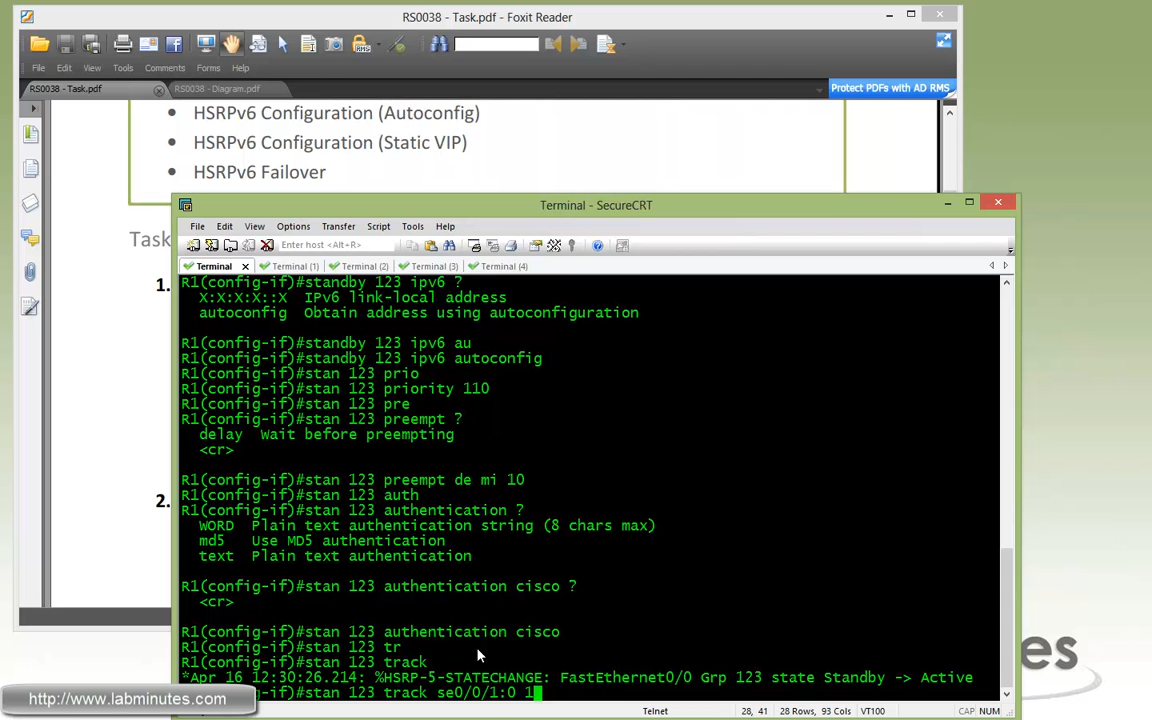 RS0038 - Task.pdf - Foxit Reader
File Edit View Tools Comments Forms Help
RS0038 - Task.pdf
RS0038 - Diagram.pdf
Protect PDFs with AD RMS
• HSRPv6 Configuration (Autoconfig)
• HSRPv6 Configuration (Static VIP)
• HSRPv6 Failover
Task
1.
2.
Terminal - SecureCRT
File Edit View Options Transfer Script Tools Help
Enter host <Alt+R>
Terminal
Terminal (1)
Terminal (2)
Terminal (3)
Terminal (4)
R1(config-if)#standby 123 ipv6 ?
X:X:X:X::X IPv6 link-local address
autoconfig Obtain address using autoconfiguration
R1(config-if)#standby 123 ipv6 au
R1(config-if)#standby 123 ipv6 autoconfig
R1(config-if)#stan 123 prio
R1(config-if)#stan 123 priority 110
R1(config-if)#stan 123 pre
R1(config-if)#stan 123 preempt ?
delay Wait before preempting
<cr>
R1(config-if)#stan 123 preempt de mi 10
R1(config-if)#stan 123 auth
R1(config-if)#stan 123 authentication ?
WORD Plain text authentication string (8 chars max)
md5 Use MD5 authentication
text Plain text authentication
R1(config-if)#stan 123 authentication cisco ?
<cr>
R1(config-if)#stan 123 authentication cisco
R1(config-if)#stan 123 tr
R1(config-if)#stan 123 track
*Apr 16 12:30:26.214: %HSRP-5-STATECHANGE: FastEthernet0/0 Grp 123 state Standby -> Active
R1(config-if)#stan 123 track se0/0/1:0 1
http://www.labminutes.com
Telnet
28, 41
28 Rows, 93 Cols
VT100
CAP NUM